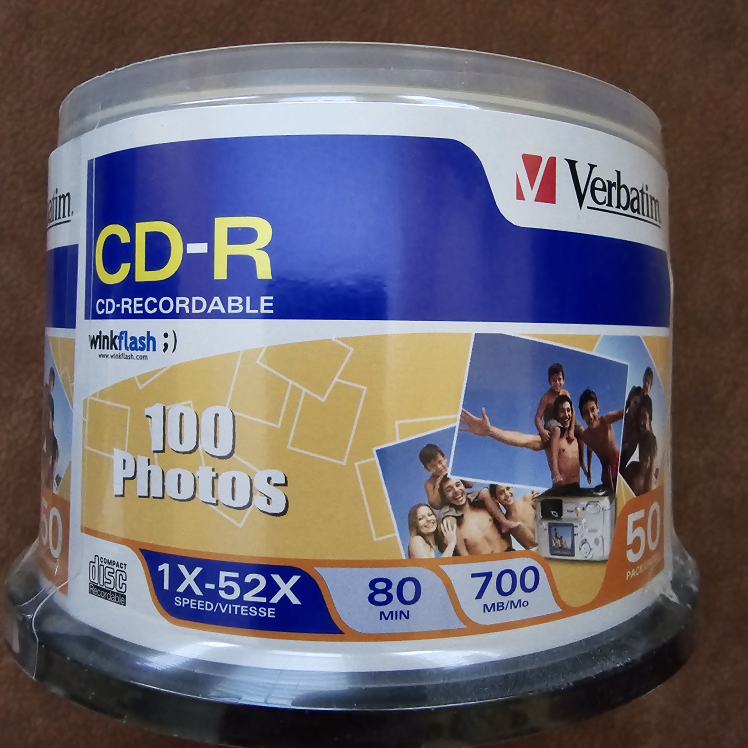 Verbatim
CD-R
CD-RECORDABLE
winkflash ;)
www.winkflash.com
100
Photos
COMPACT
disc
Recordable
1X-52X
SPEED/VITESSE
80
MIN
700
MB/Mo
50